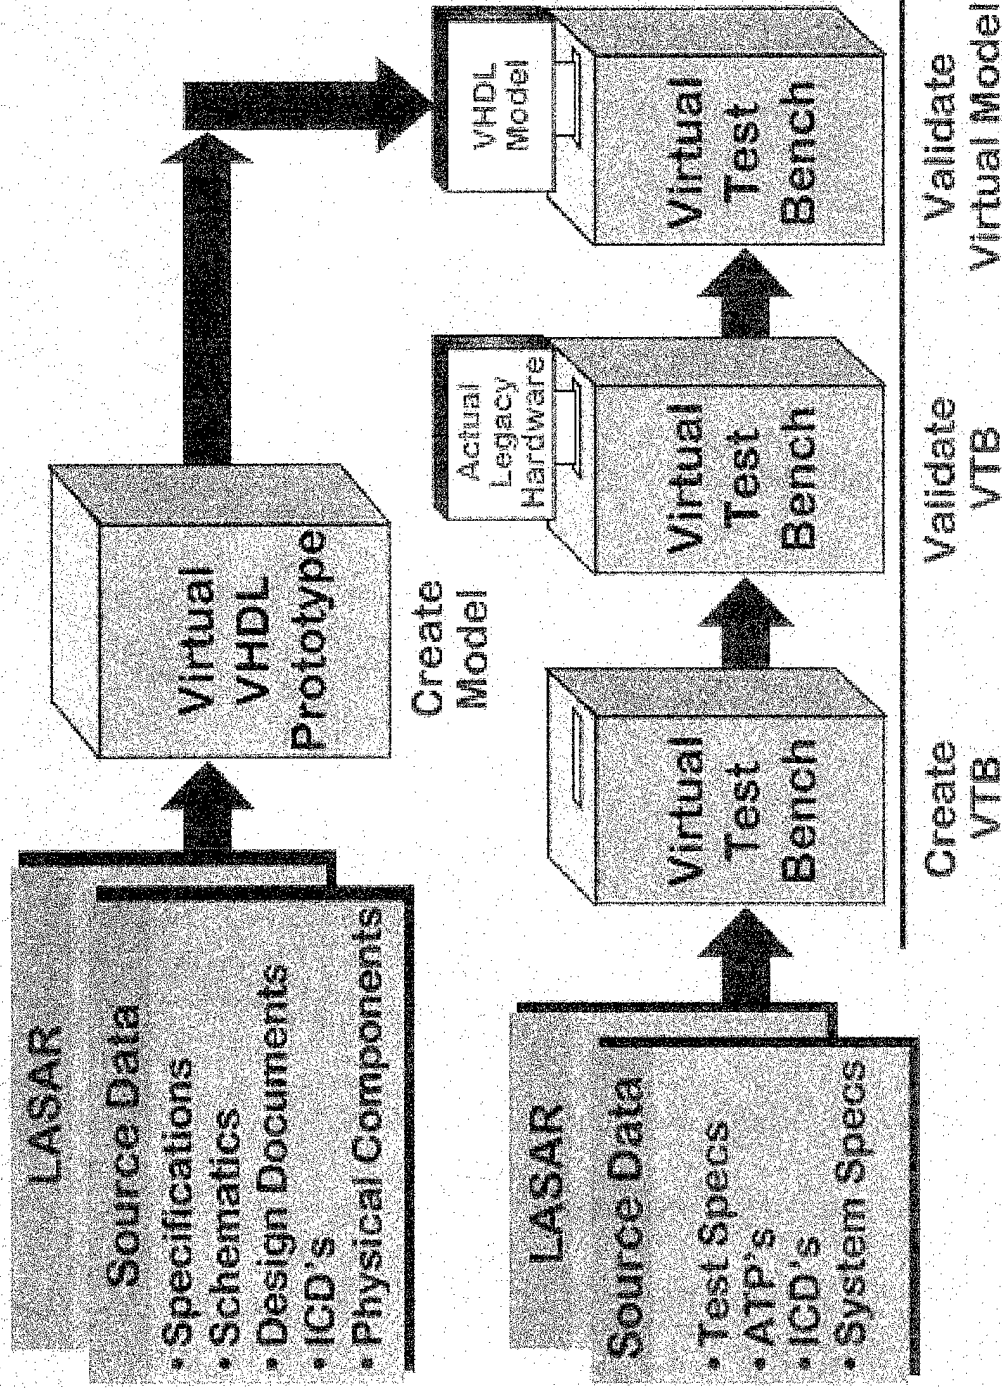 LASAR
Source Data
• Specifications
• Schematics
• Design Documents
• ICD's
• Physical Components
Virtual
VHDL
Prototype
Create
Model
LASAR
Source Data
• Test Specs
• ATP's
• ICD's
• System Specs
Virtual
Test
Bench
Create
VTB
Actual
Legacy
Hardware
Virtual
Test
Bench
Validate
VTB
VHDL
Model
Virtual
Test
Bench
Validate
Virtual Model